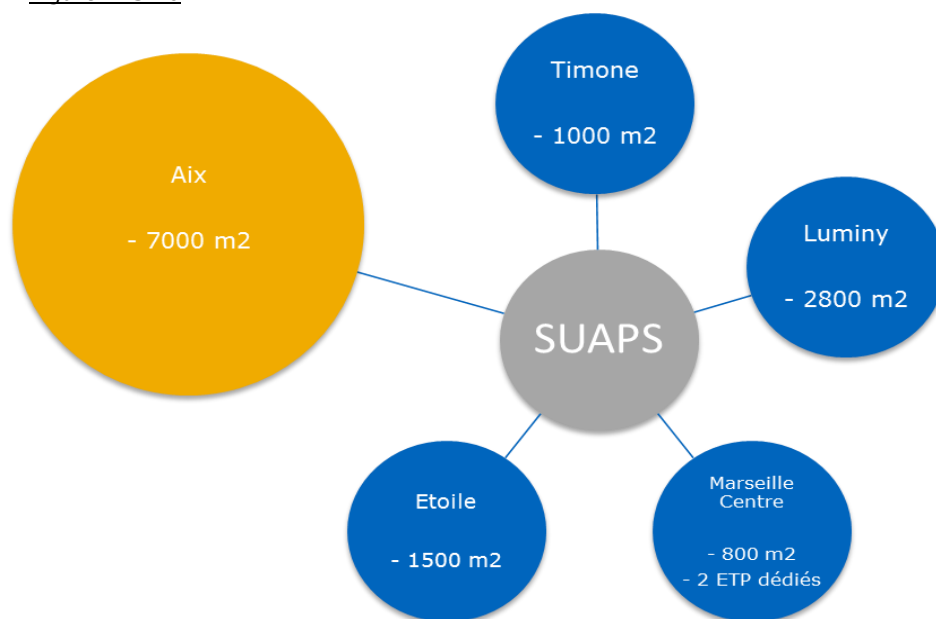 Timone
- 1000 m2
Aix
- 7000 m2
Luminy
- 2800 m2
SUAPS
Etoile
- 1500 m2
Marseille
Centre
- 800 m2
- 2 ETP dédiés